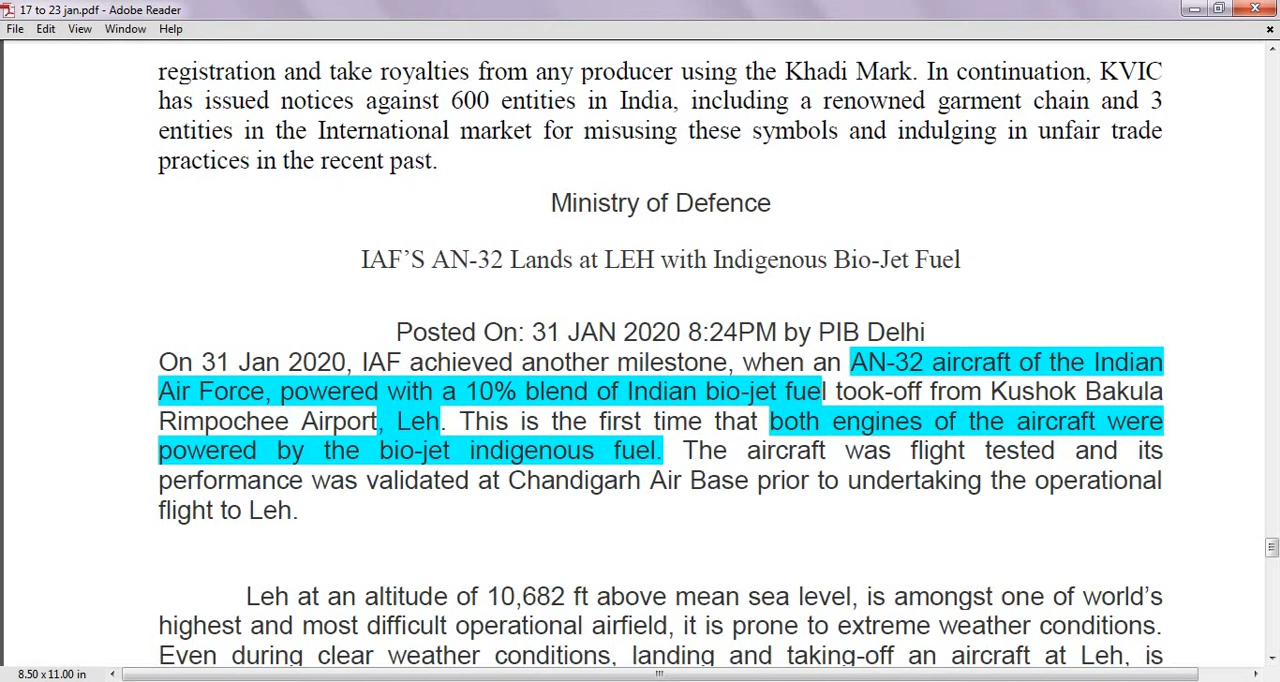 17 to 23 jan.pdf - Adobe Reader
File Edit View Window Help
registration and take royalties from any producer using the Khadi Mark. In continuation, KVIC
has issued notices against 600 entities in India, including a renowned garment chain and 3
entities in the International market for misusing these symbols and indulging in unfair trade
practices in the recent past.
Ministry of Defence
IAF’S AN-32 Lands at LEH with Indigenous Bio-Jet Fuel
Posted On: 31 JAN 2020 8:24PM by PIB Delhi
On 31 Jan 2020, IAF achieved another milestone, when an AN-32 aircraft of the Indian
Air Force, powered with a 10% blend of Indian bio-jet fuel took-off from Kushok Bakula
Rimpochee Airport, Leh. This is the first time that both engines of the aircraft were
powered by the bio-jet indigenous fuel. The aircraft was flight tested and its
performance was validated at Chandigarh Air Base prior to undertaking the operational
flight to Leh.
Leh at an altitude of 10,682 ft above mean sea level, is amongst one of world’s
highest and most difficult operational airfield, it is prone to extreme weather conditions.
Even during clear weather conditions, landing and taking-off an aircraft at Leh, is
8.50 x 11.00 in